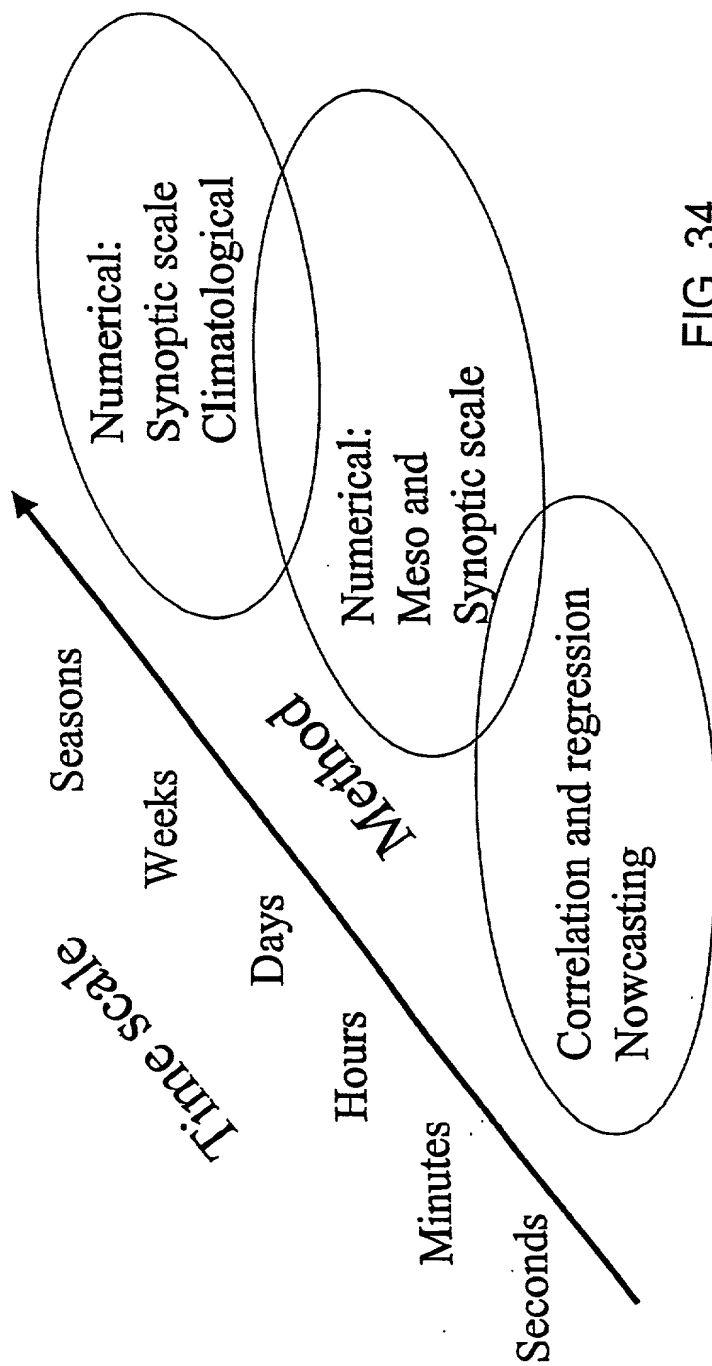 Time scale
Seconds
Minutes
Hours
Days
Weeks
Seasons
Method
Numerical:
Synoptic scale
Climatological
Numerical:
Meso and
Synoptic scale
Correlation and regression
Nowcasting
FIG. 34